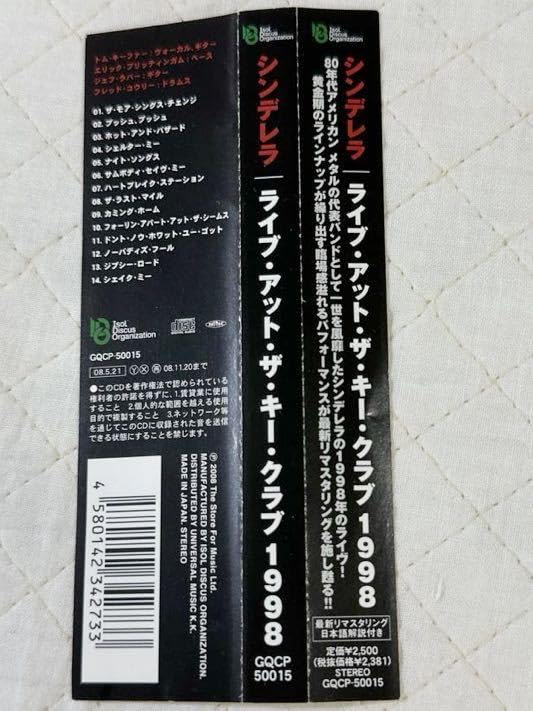 Isol
Discus
Organization
シンデレラ
ライブ・アット・ザ・キー・クラブ 1998
80年代アメリカン メタルの代表バンドとして一世を風靡したシンデレラの1998年のライヴ!
黄金期のラインナップが繰り出す臨場感溢れるパフォーマンスが最新リマスタリングを施し甦る!!
最新リマスタリング
日本語解説付き
定価¥2,500
(税抜価格¥2,381)
STEREO
GQCP-50015
Isol
Discus
Organization
シンデレラ
ライブ・アット・ザ・キー・クラブ 1998
GQCP
50015
トム・キーファー:ヴォーカル、ギター
エリック・ブリッティンガム:ベース
ジェフ・ラバー:ギター
フレッド・コウリー:ドラムス
01. ザ・モア・シングス・チェンジ
02. プッシュ、プッシュ
03. ホット・アンド・バザード
04. シェルター・ミー
05. ナイト・ソングス
06. サムボディ・セイヴ・ミー
07. ハートブレイク・ステーション
08. ザ・ラスト・マイル
09. カミング・ホーム
10. フォーリン・アパート・アット・ザ・シームス
11. ドント・ノウ・ホワット・ユー・ゴット
12. ノーバディズ・フール
13. ジプシー・ロード
14. シェイク・ミー
Isol
Discus
Organization
GQCP-50015
08.5.21 Y X 再 08.11.20まで
●このCDを著作権法で認められている
権利者の許諾を得ずに、1.賃貸業に使用
すること 2.個人的な範囲を越える使用
目的で複製すること 3.ネットワーク等
を通じてこのCDに収録された音を送信
できる状態にすることを禁じます。
4 580142 342733
Ⓟ 2008 The Store For Music Ltd.
MANUFACTURED BY ISOL DISCUS ORGANIZATION.
DISTRIBUTED BY UNIVERSAL MUSIC K.K.
MADE IN JAPAN. STEREO